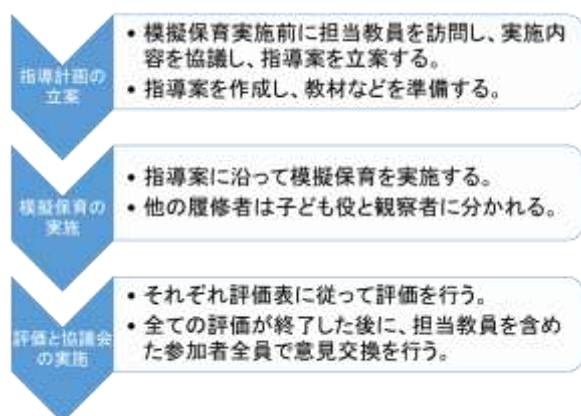 指導計画の
立案
• 模擬保育実施前に担当教員を訪問し、実施内
容を協議し、指導案を立案する。
• 指導案を作成し、教材などを準備する。
模擬保育の
実施
• 指導案に沿って模擬保育を実施する。
• 他の履修者は子ども役と観察者に分かれる。
評価と協議会
の実施
• それぞれ評価表に従って評価を行う。
• 全ての評価が終了した後に、担当教員を含め
た参加者全員で意見交換を行う。